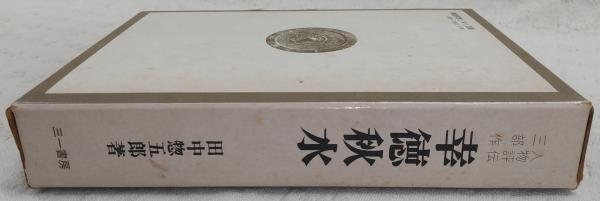 人物評伝
三部作
幸徳秋水
田中惣五郎著
三一書房